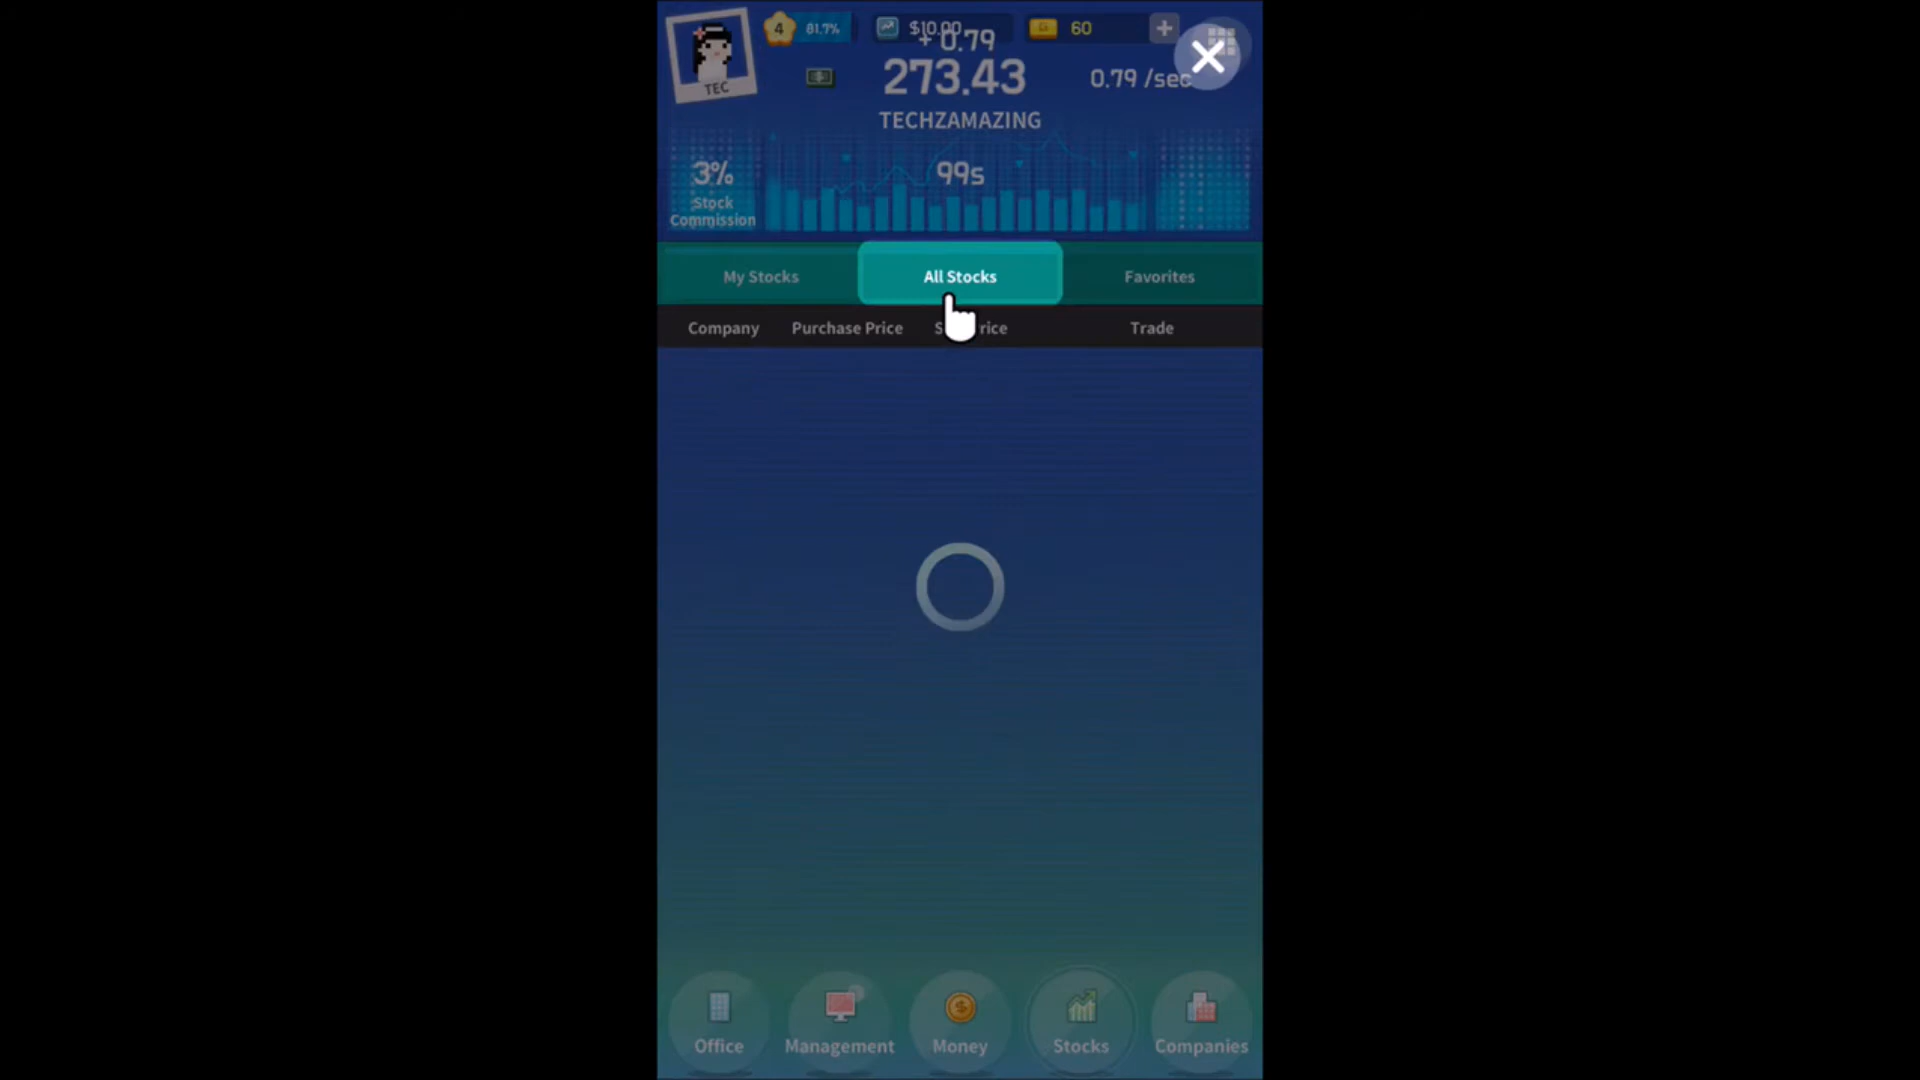 4 81.7% $10.00 60 +
+ 0.79
273.43 0.79 /sec
TEC
TECHZAMAZING
3% 99s
Stock
Commission
My Stocks All Stocks Favorites
Company Purchase Price Trade
Office Management Money Stocks Companies